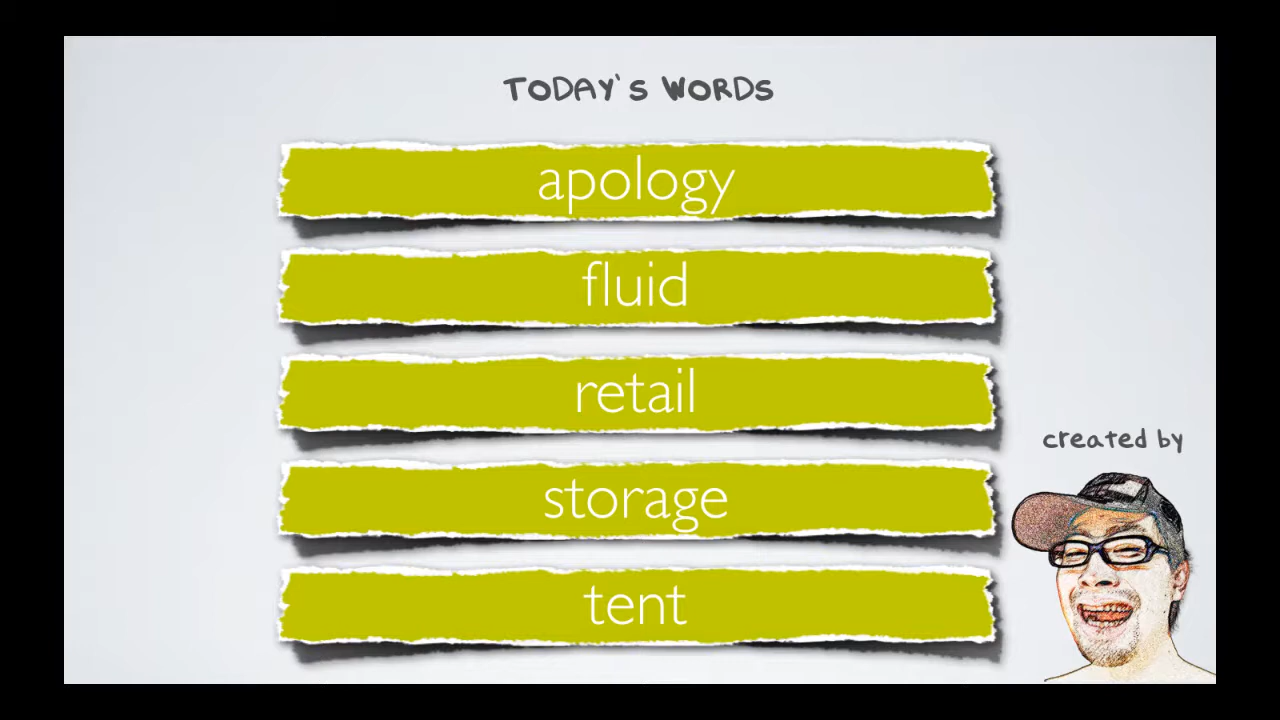 TODAY'S WORDS
apology
fluid
retail
storage
tent
created by